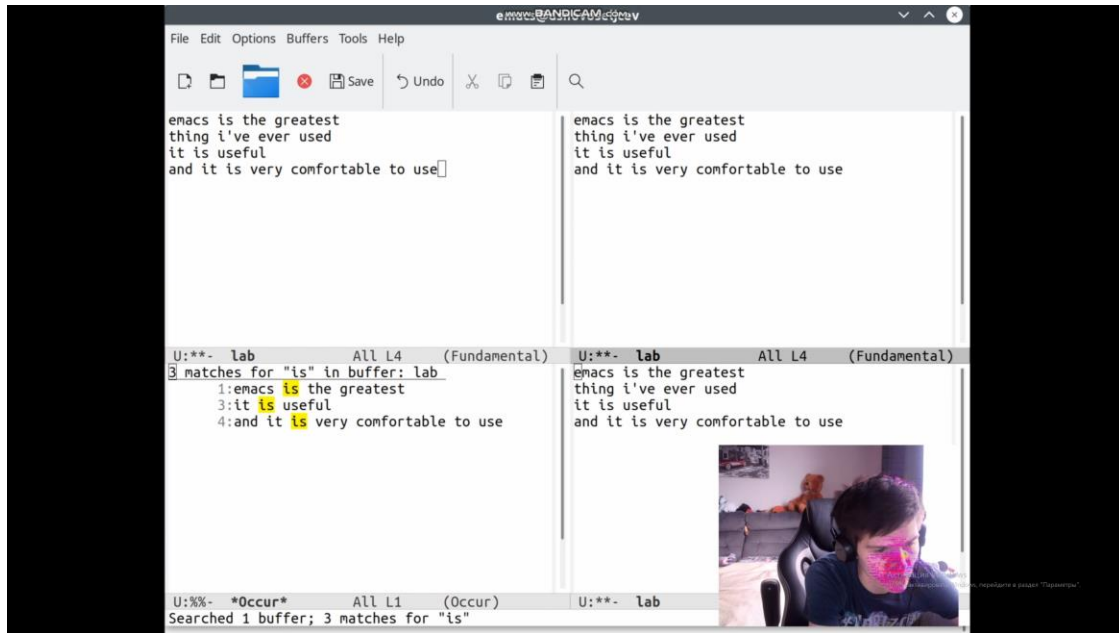 www.BANDICAM.com
File Edit Options Buffers Tools Help
Save Undo
emacs is the greatest
thing i've ever used
it is useful
and it is very comfortable to use
U:**- lab All L4 (Fundamental)
emacs is the greatest
thing i've ever used
it is useful
and it is very comfortable to use
U:**- lab All L4 (Fundamental)
3 matches for "is" in buffer: lab
1:emacs is the greatest
3:it is useful
4:and it is very comfortable to use
U:%%- *Occur* All L1 (Occur)
emacs is the greatest
thing i've ever used
it is useful
and it is very comfortable to use
U:**- lab
перейдите в раздел "Параметры".
Searched 1 buffer; 3 matches for "is"